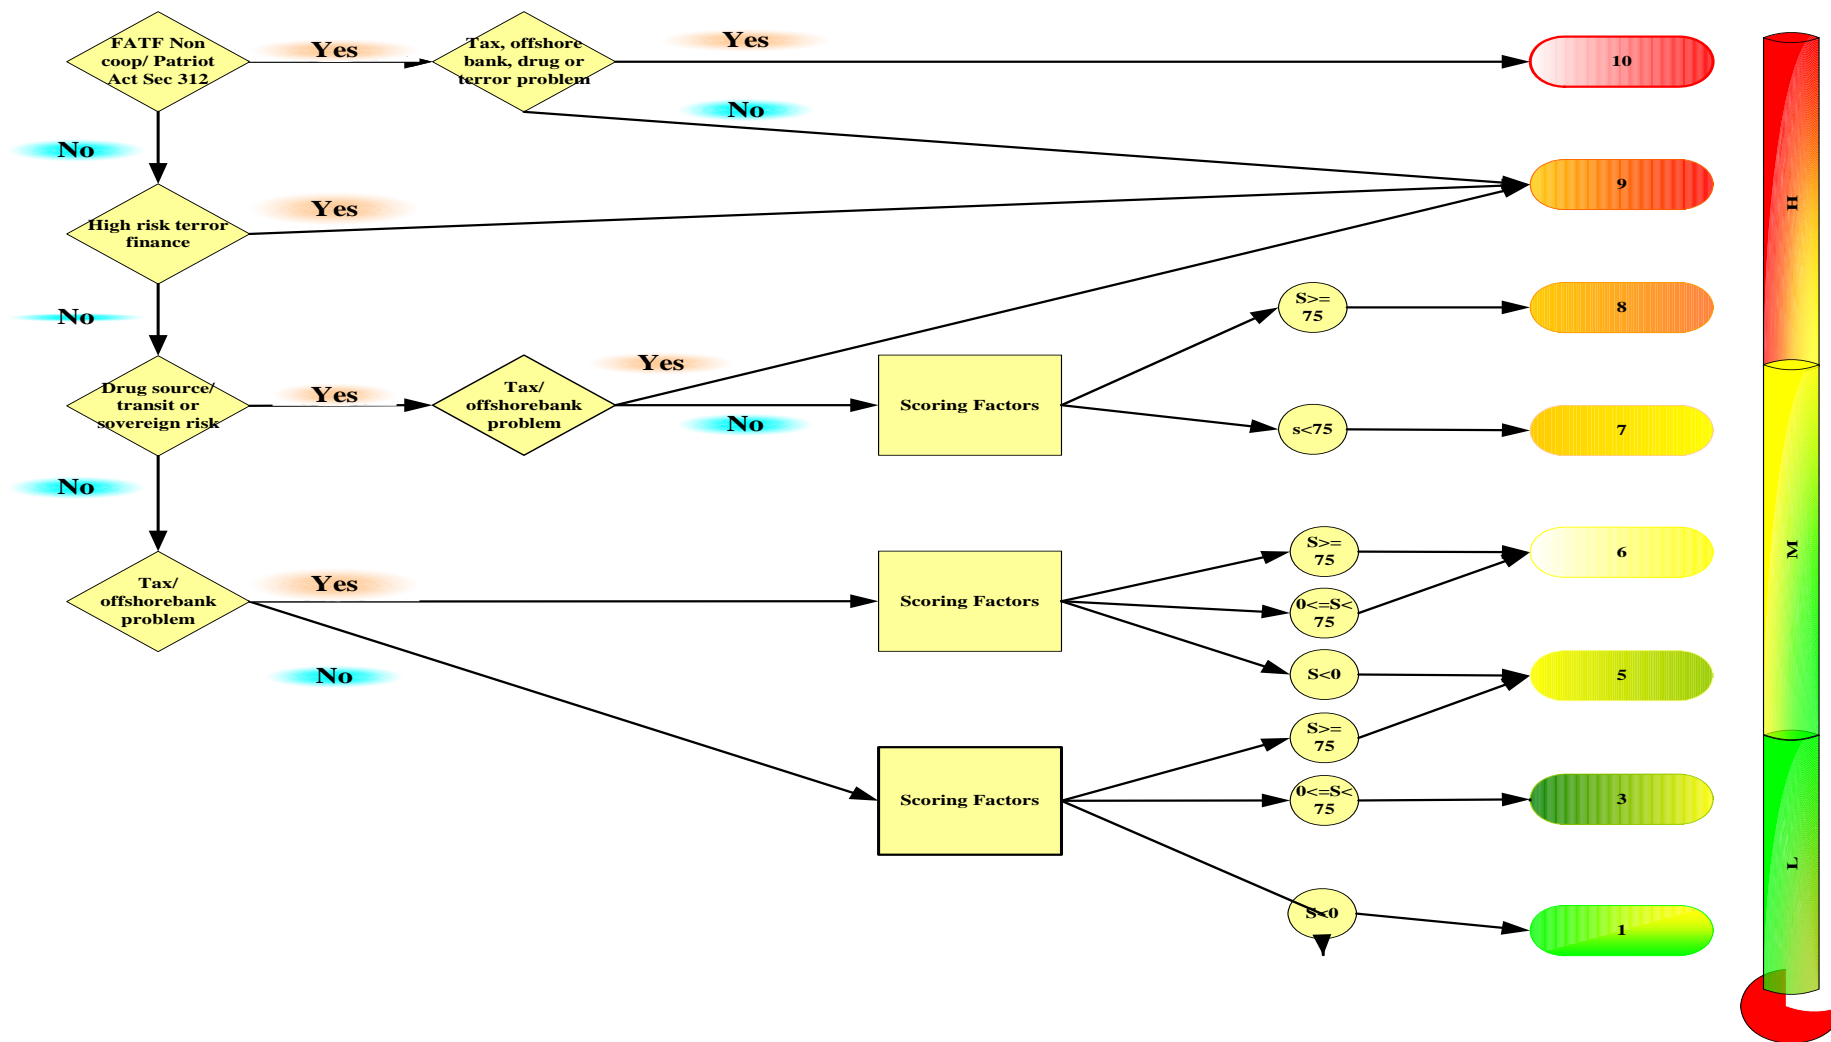 FATF Non
coop/ Patriot
Act Sec 312
Yes
Tax, offshore
bank, drug or
terror problem
Yes
10
No
No
High risk terror
finance
Yes
9
H
No
S>=
75
8
Drug source/
transit or
sovereign risk
Yes
Tax/
offshorebank
problem
Yes
No
Scoring Factors
s<75
7
No
Tax/
offshorebank
problem
Yes
Scoring Factors
S>=
75
6
M
0<=S<
75
No
S<0
5
S>=
75
Scoring Factors
0<=S<
75
3
L
S<0
1